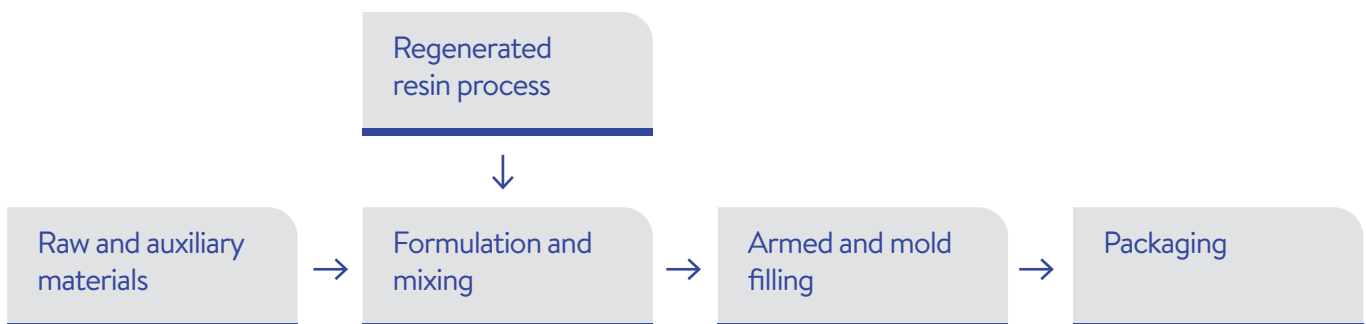 Regenerated
resin process
Raw and auxiliary
materials
Formulation and
mixing
Armed and mold
filling
Packaging